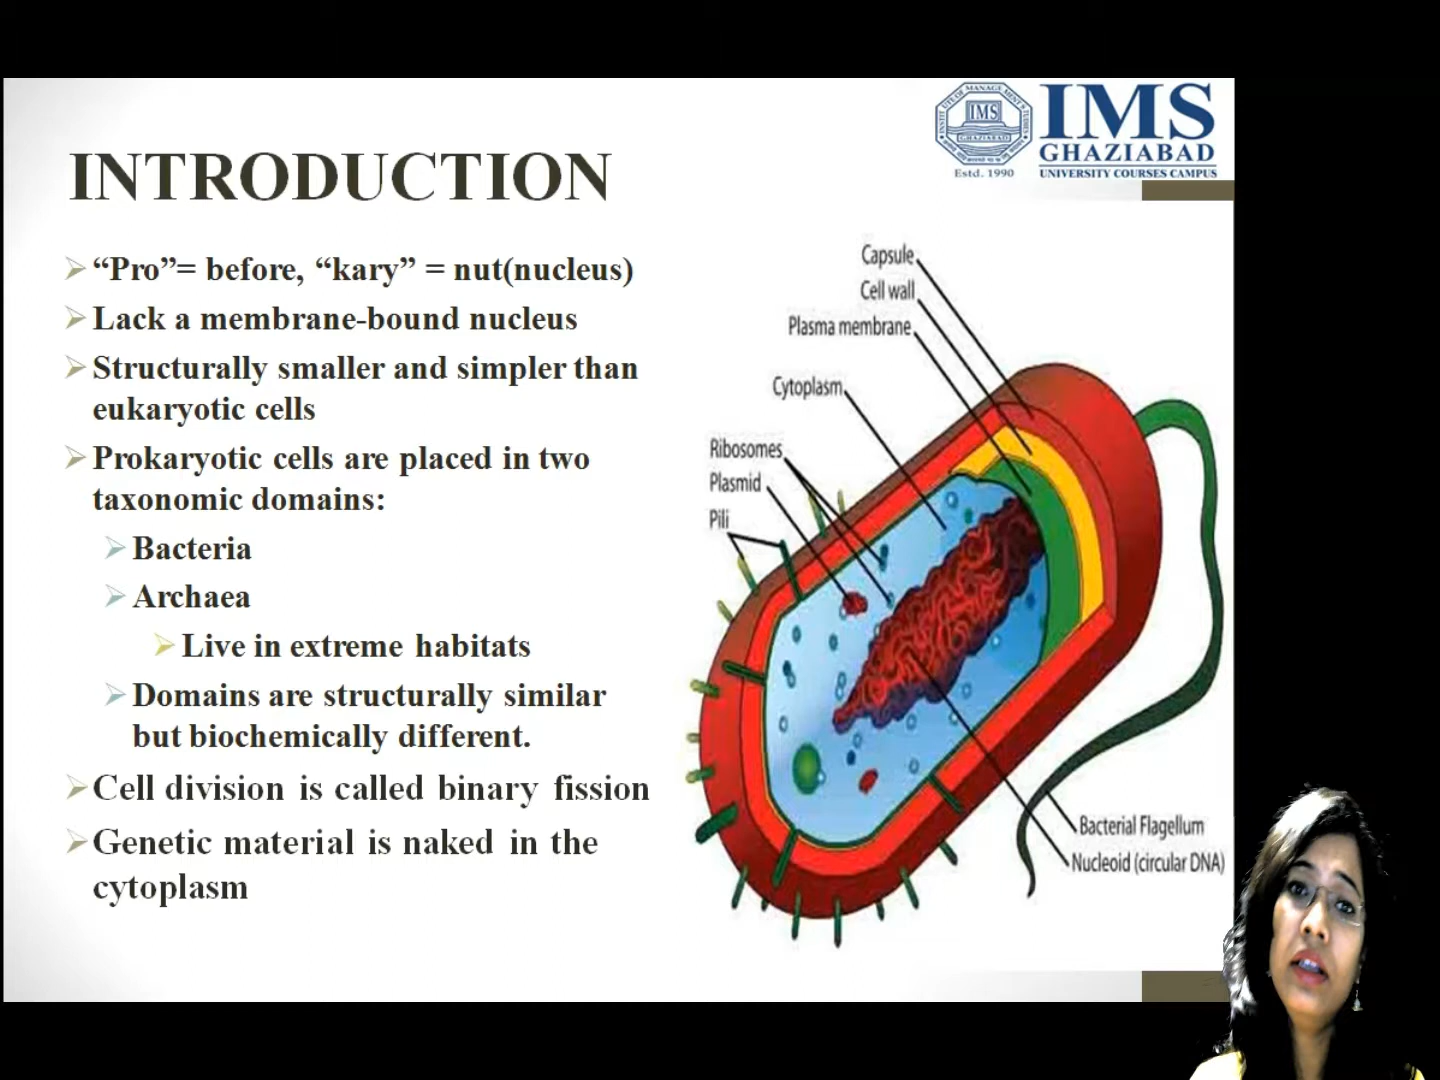 IMS
GHAZIABAD
UNIVERSITY COURSES CAMPUS
IMS
GHAZIABAD
Estd. 1990
INTRODUCTION
“Pro”= before, “kary” = nut(nucleus)
Lack a membrane-bound nucleus
Structurally smaller and simpler than
eukaryotic cells
Prokaryotic cells are placed in two
taxonomic domains:
Bacteria
Archaea
Live in extreme habitats
Domains are structurally similar
but biochemically different.
Cell division is called binary fission
Genetic material is naked in the
cytoplasm
Capsule
Cell wall
Plasma membrane
Cytoplasm
Ribosomes
Plasmid
Pili
Bacterial Flagellum
Nucleoid (circular DNA)